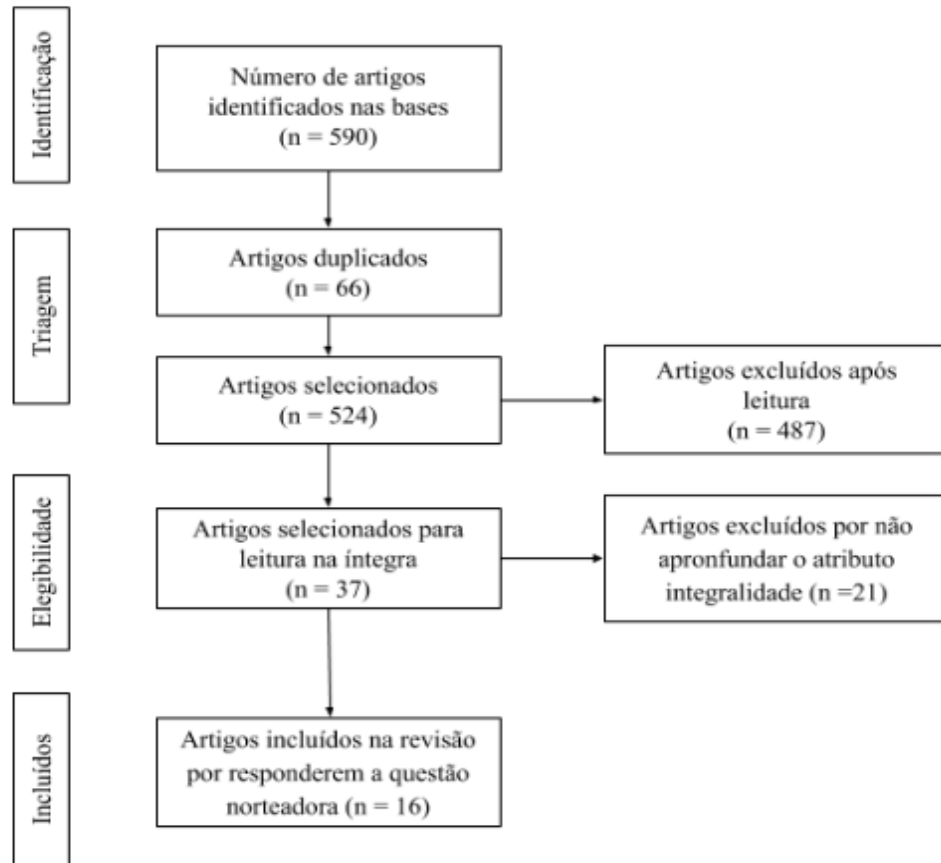 Identificação
Número de artigos
identificados nas bases
(n = 590)
Triagem
Artigos duplicados
(n = 66)
Artigos selecionados
(n = 524)
Artigos excluídos após
leitura
(n = 487)
Elegibilidade
Artigos selecionados para
leitura na íntegra
(n = 37)
Artigos excluídos por não
apronfundar o atributo
integralidade (n =21)
Incluídos
Artigos incluídos na revisão
por responderem a questão
norteadora (n = 16)